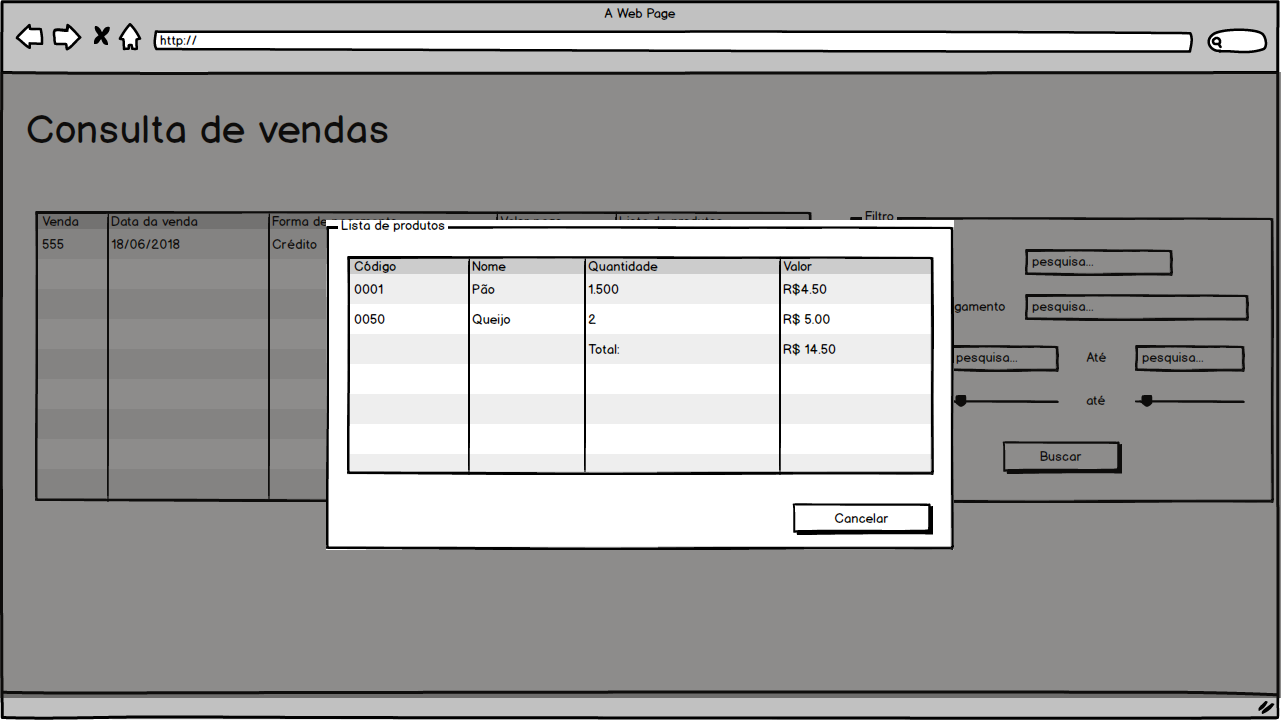 A Web Page
http://
Consulta de vendas
Venda Data da venda Forma de
Filtro
555 18/06/2018 Crédito
Lista de produtos
Código Nome Quantidade Valor
0001 Pão 1.500 R$4.50
0050 Queijo 2 R$ 5.00
Total: R$ 14.50
Cancelar
pesquisa...
gamento pesquisa...
pesquisa... Até pesquisa...
até
Buscar